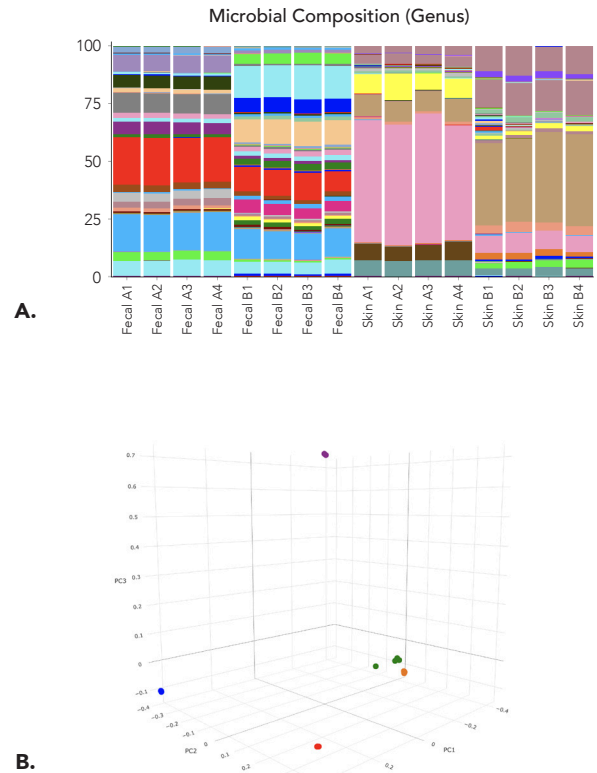 Microbial Composition (Genus)
A.
100
75
50
25
0
Fecal A1
Fecal A2
Fecal A3
Fecal A4
Fecal B1
Fecal B2
Fecal B3
Fecal B4
Skin A1
Skin A2
Skin A3
Skin A4
Skin B1
Skin B2
Skin B3
Skin B4
A.
0.7
0.6
0.5
0.4
0.3
PC3
0.2
0.1
0
−0.1
−0.4
−0.3
−0.2
−0.1
PC2
0
0.1
0.2
0.2
0
PC1
−0.2
−0.4
B.